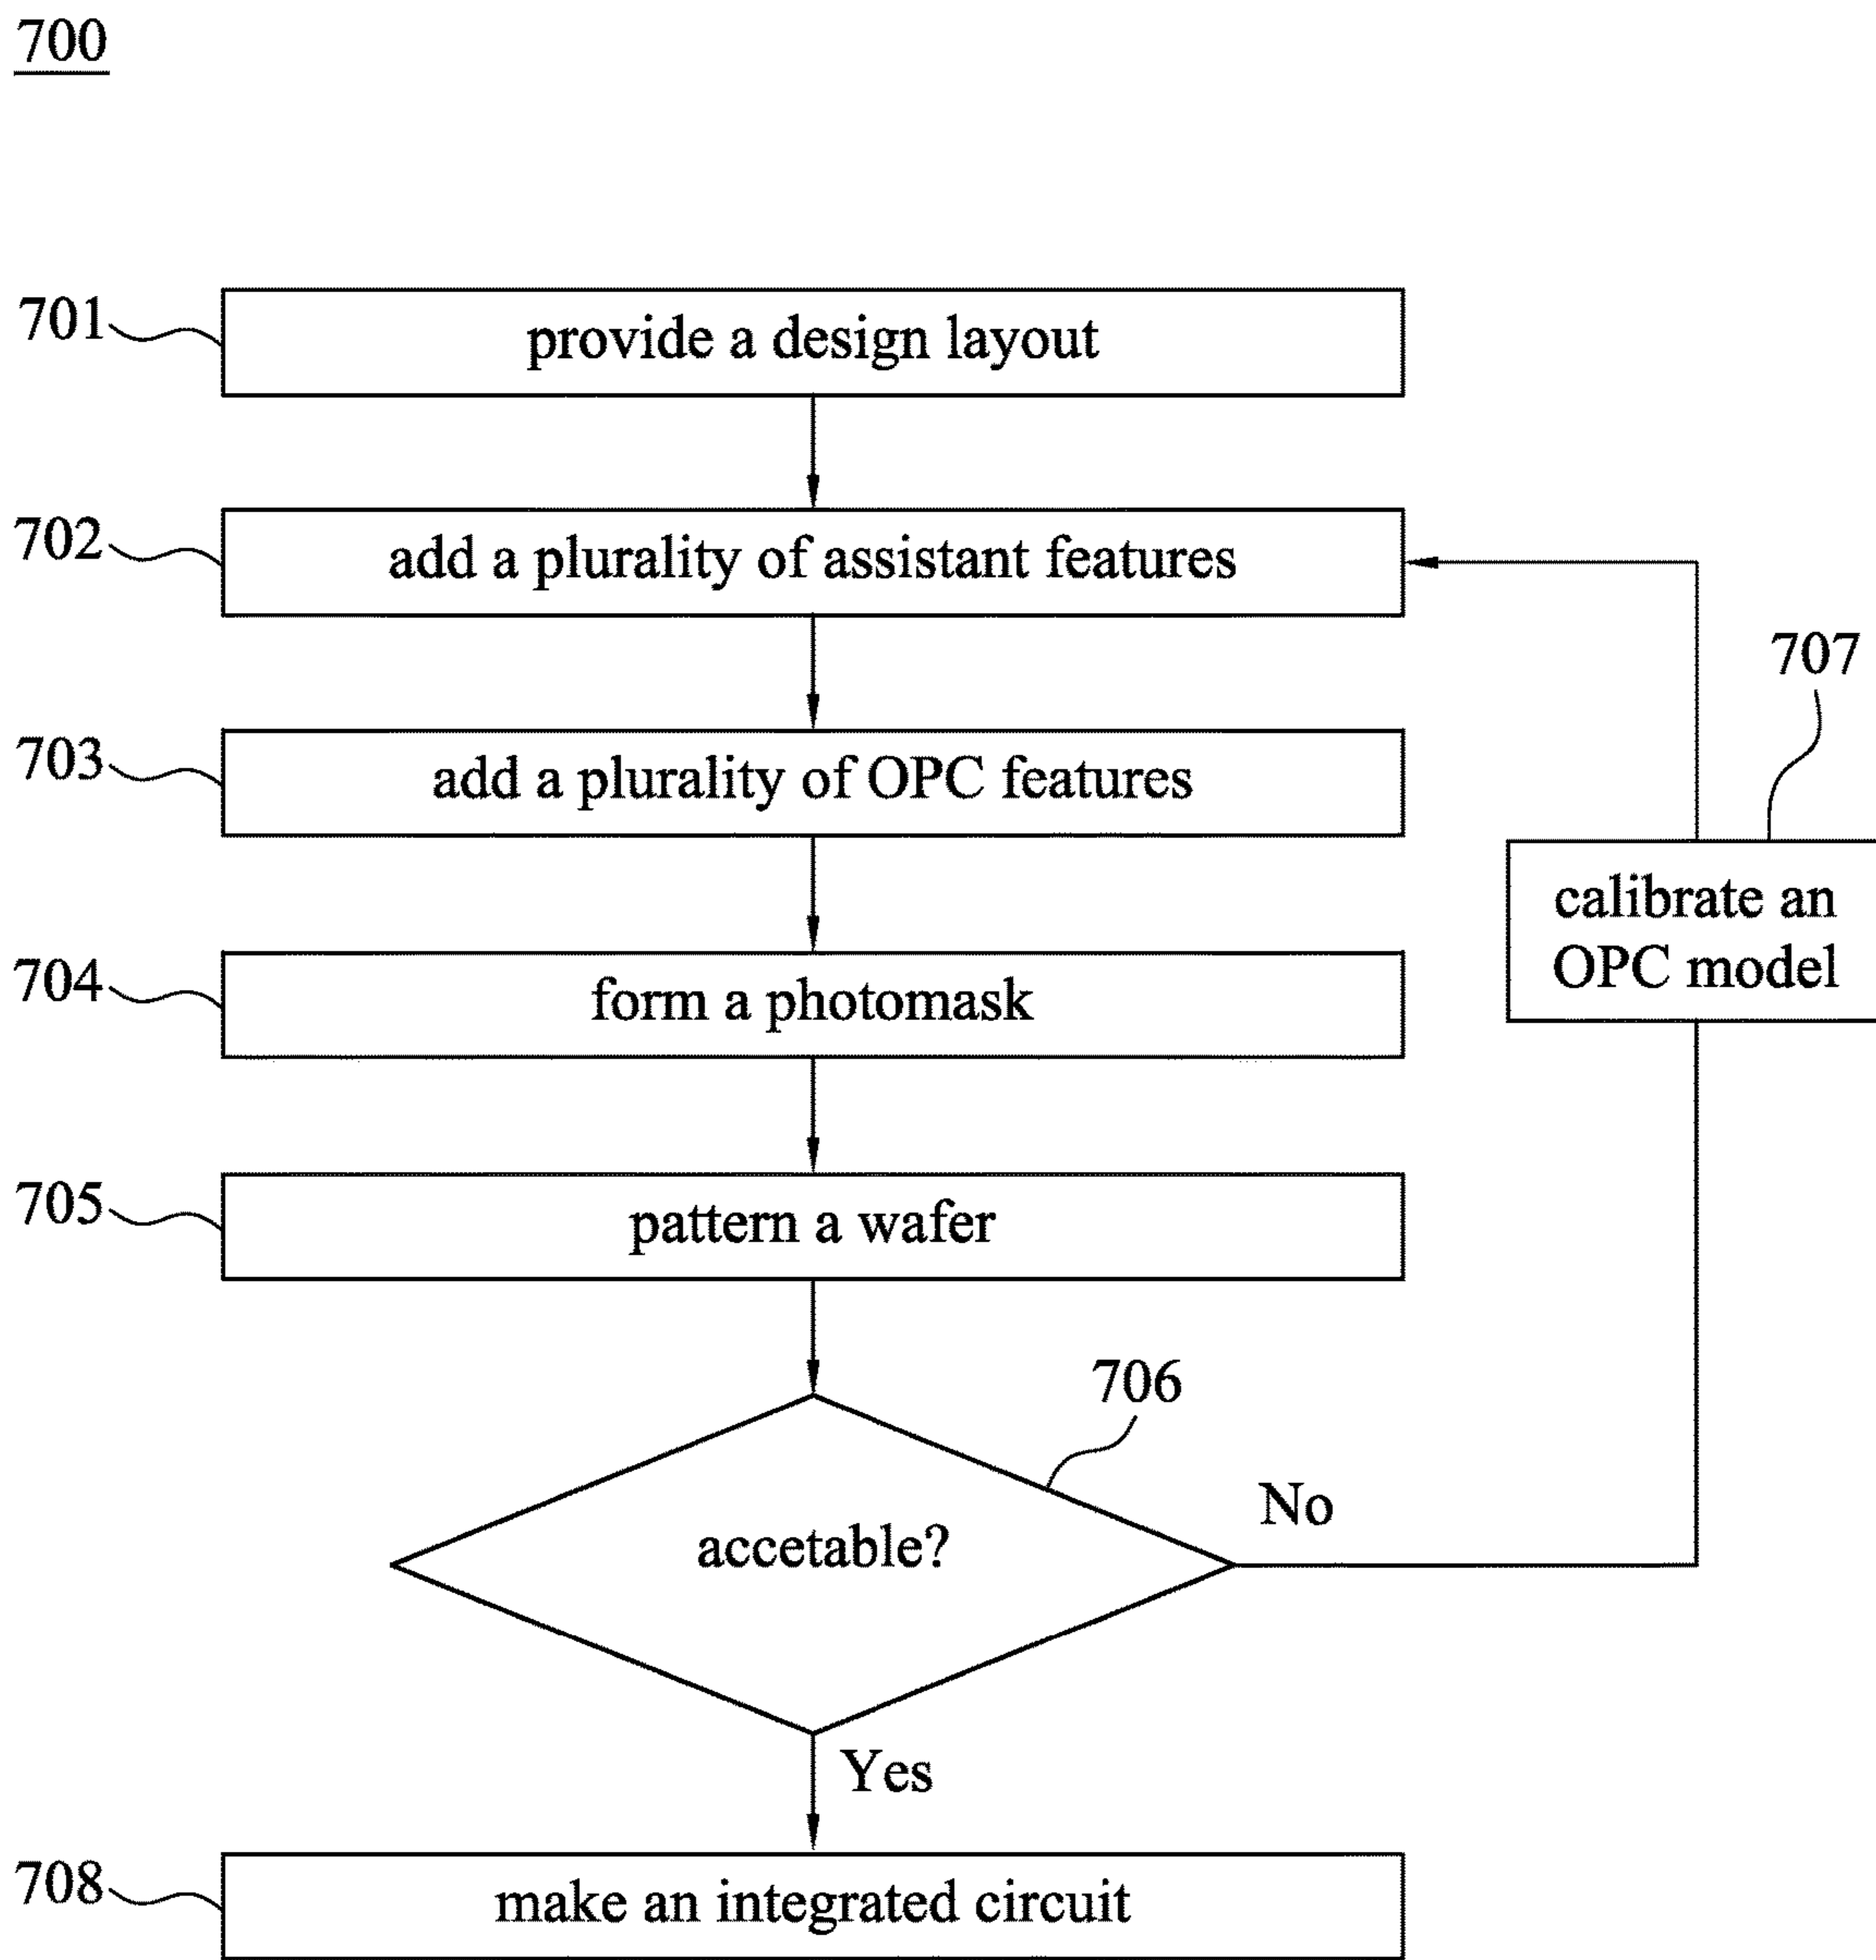 700
701
provide a design layout
702
add a plurality of assistant features
707
703
add a plurality of OPC features
calibrate an
OPC model
704
form a photomask
705
pattern a wafer
706
No
accetable?
Yes
708
make an integrated circuit